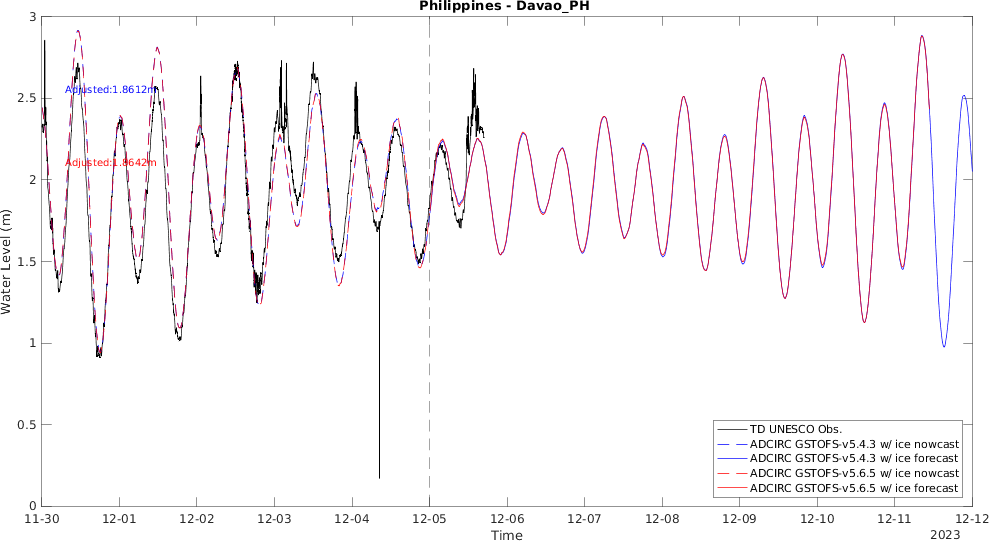 Philippines - Davao_PH
3
2.5
2
1.5
1
0.5
0
Water Level (m)
Adjusted:1.8612m
Adjusted:1.8642m
TD UNESCO Obs.
ADCIRC GSTOFS-v5.4.3 w/ ice nowcast
ADCIRC GSTOFS-v5.4.3 w/ ice forecast
ADCIRC GSTOFS-v5.6.5 w/ ice nowcast
ADCIRC GSTOFS-v5.6.5 w/ ice forecast
11-30 12-01 12-02 12-03 12-04 12-05 12-06 12-07 12-08 12-09 12-10 12-11 12-12
Time
2023